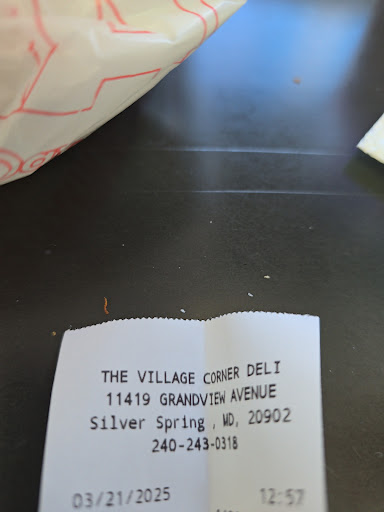 THE VILLAGE CORNER DELI
11419 GRANDVIEW AVENUE
Silver Spring , MD, 20902
240-243-0318
03/21/2025 12:57